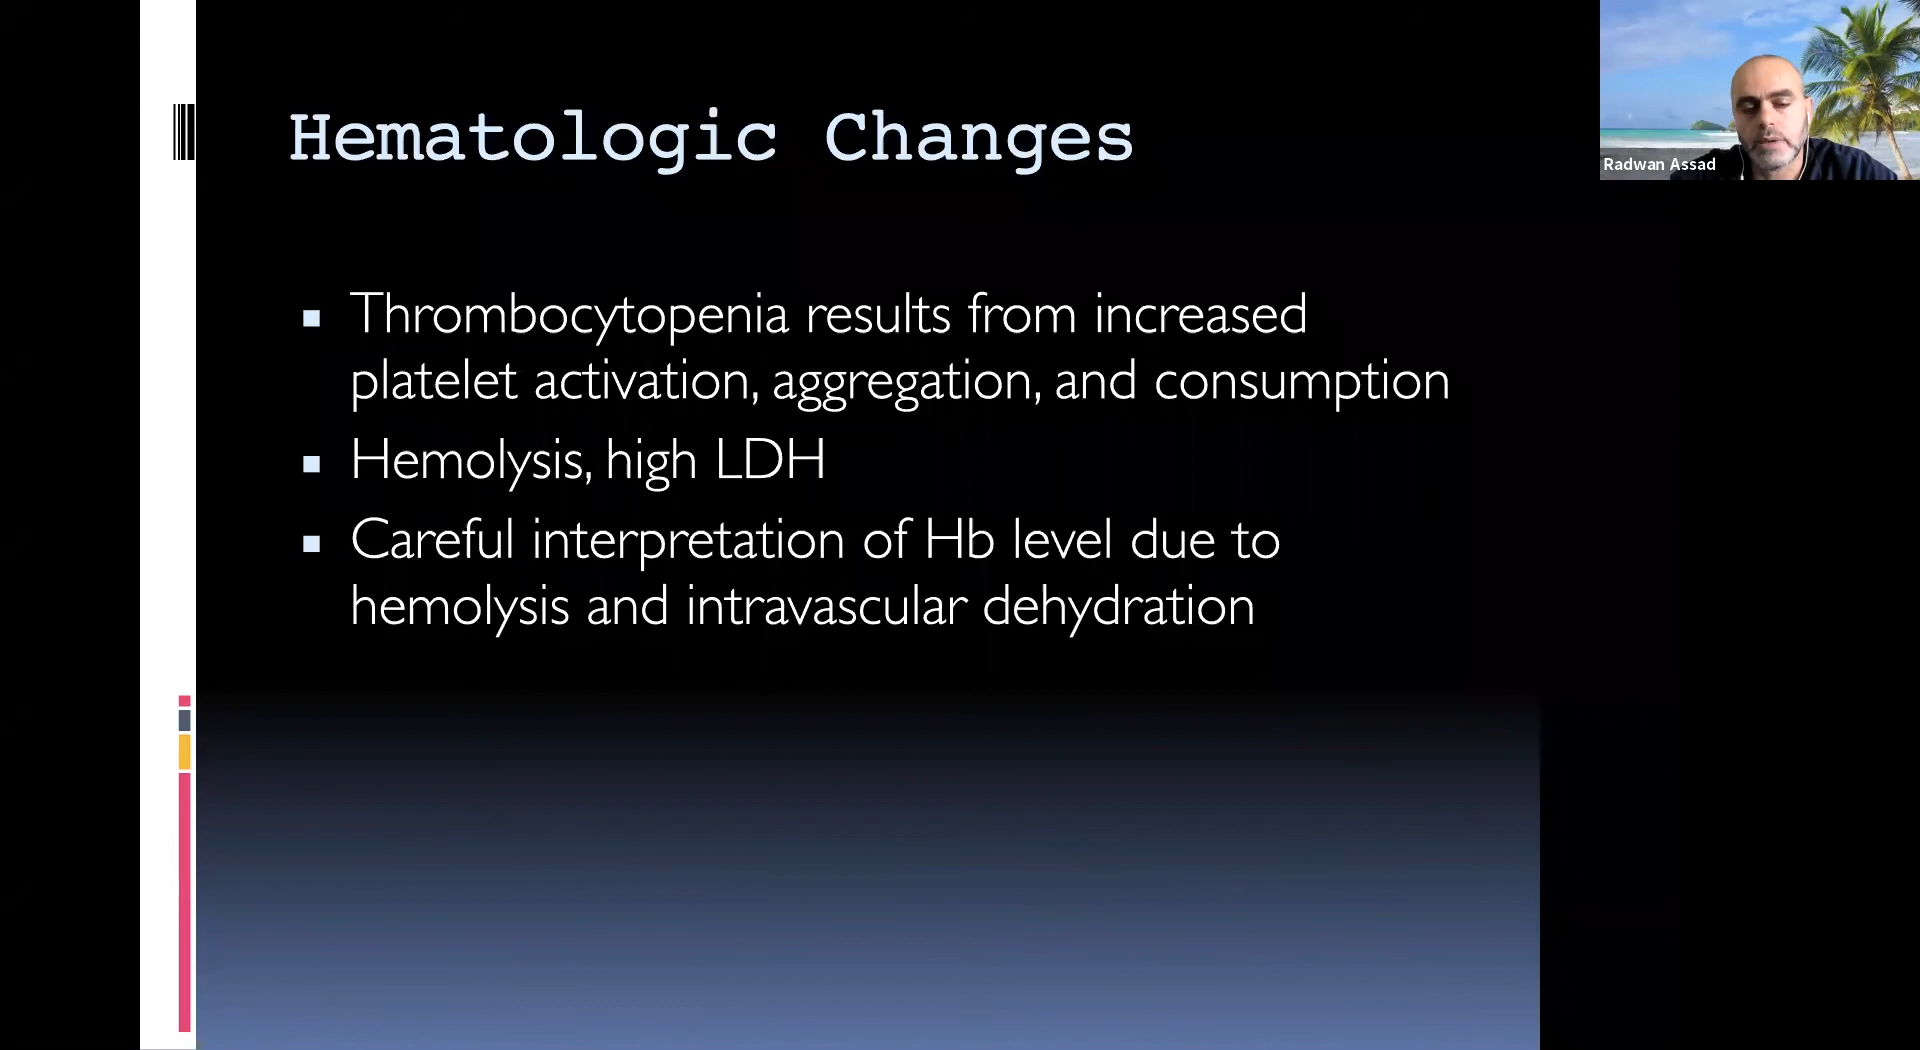 Hematologic Changes
Radwan Assad
Thrombocytopenia results from increased
platelet activation, aggregation, and consumption
Hemolysis, high LDH
Careful interpretation of Hb level due to
hemolysis and intravascular dehydration